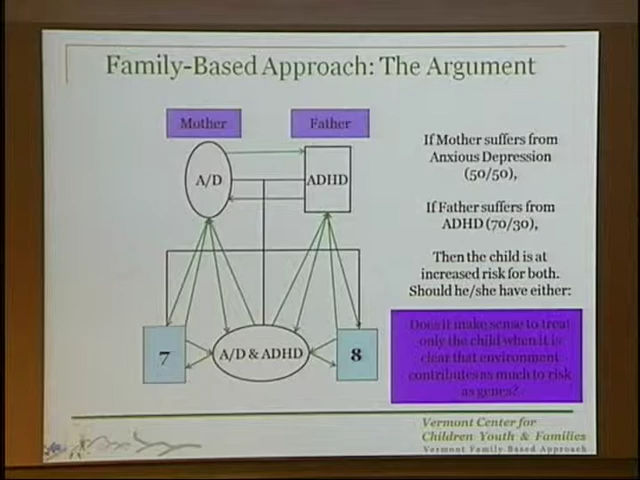 Family-Based Approach: The Argument
Mother
Father
A/D
ADHD
If Mother suffers from
Anxious Depression
(50/50),
If Father suffers from
ADHD (70/30),
Then the child is at
increased risk for both.
Should he/she have either:
7
A/D & ADHD
8
Does it make sense to treat
only the child when it is
clear that environment
contributes as much to risk
as genes?
Vermont Center for
Children Youth & Families
Vermont Family Based Approach